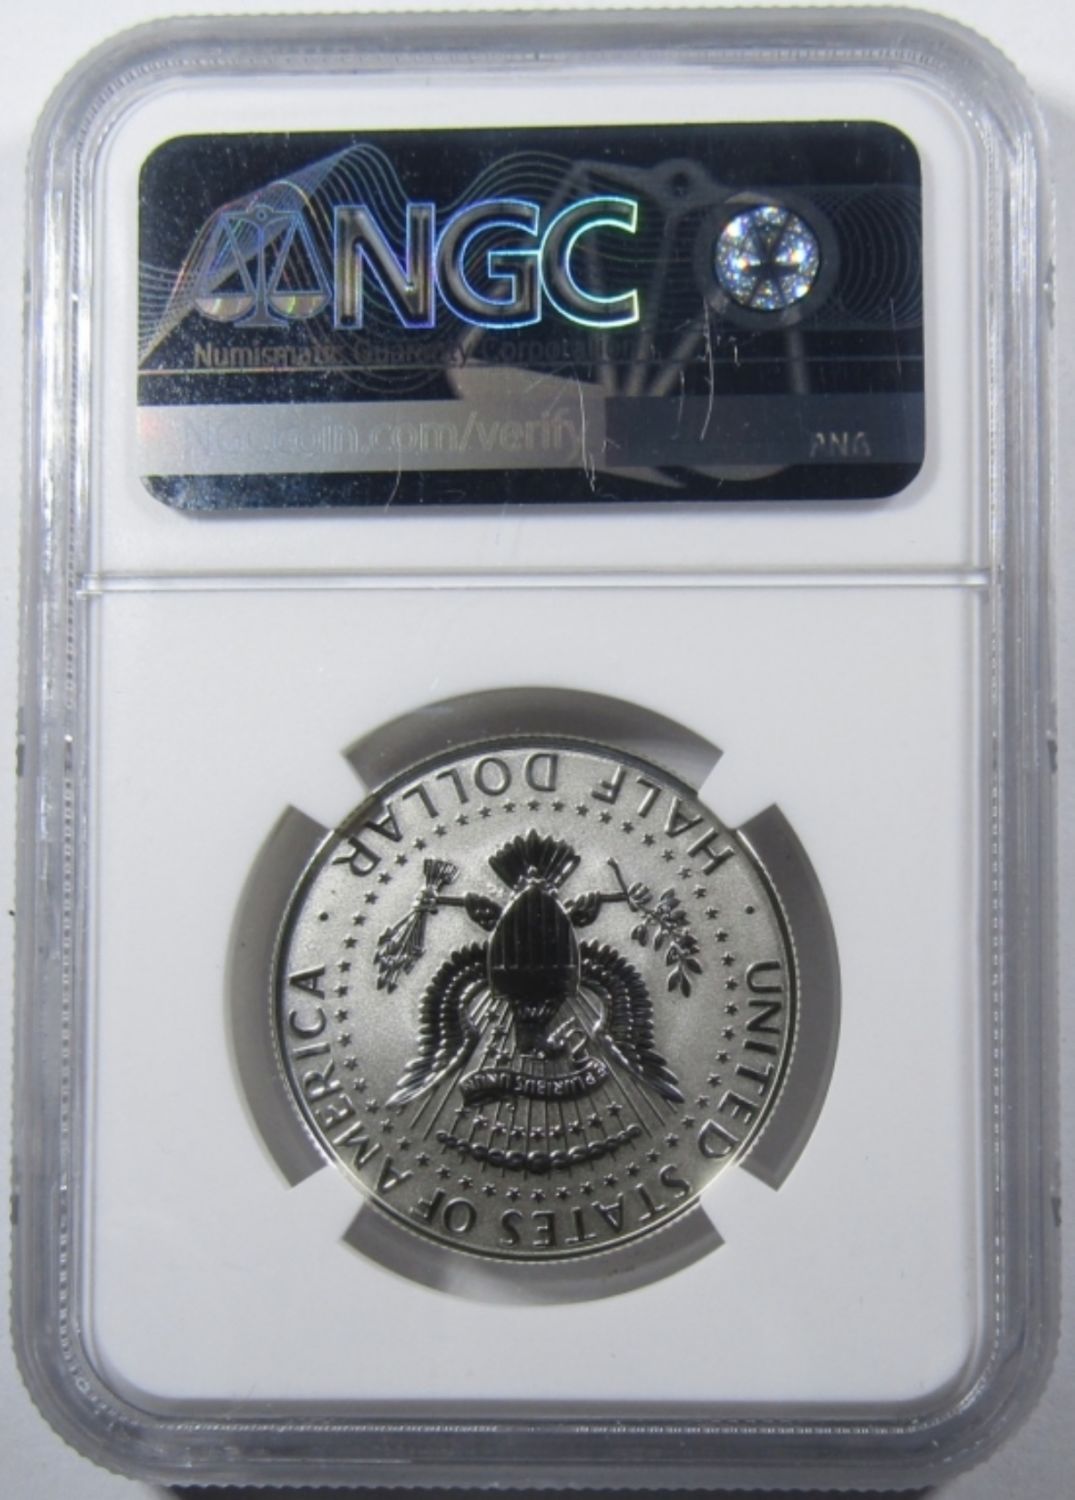 NGC
Numismatic Guaranty Corporation
NGCcoin.com/verify
ANA
UNITED STATES OF AMERICA
E PLURIBUS UNUM
· HALF DOLLAR ·